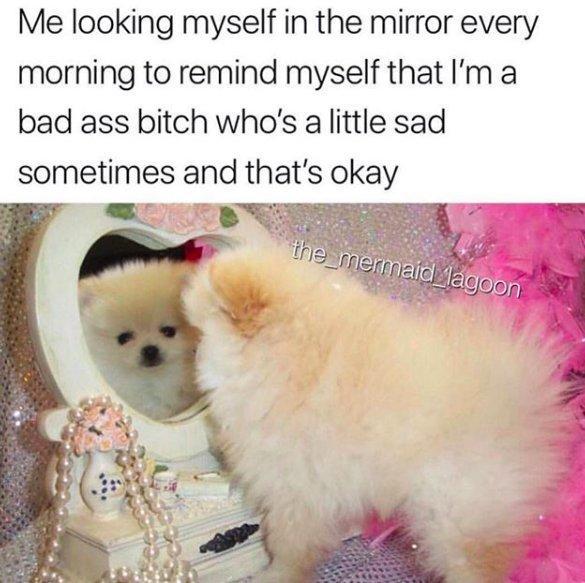 Me looking myself in the mirror every
morning to remind myself that I'm a
bad ass bitch who's a little sad
sometimes and that's okay
the_mermaid_lagoon